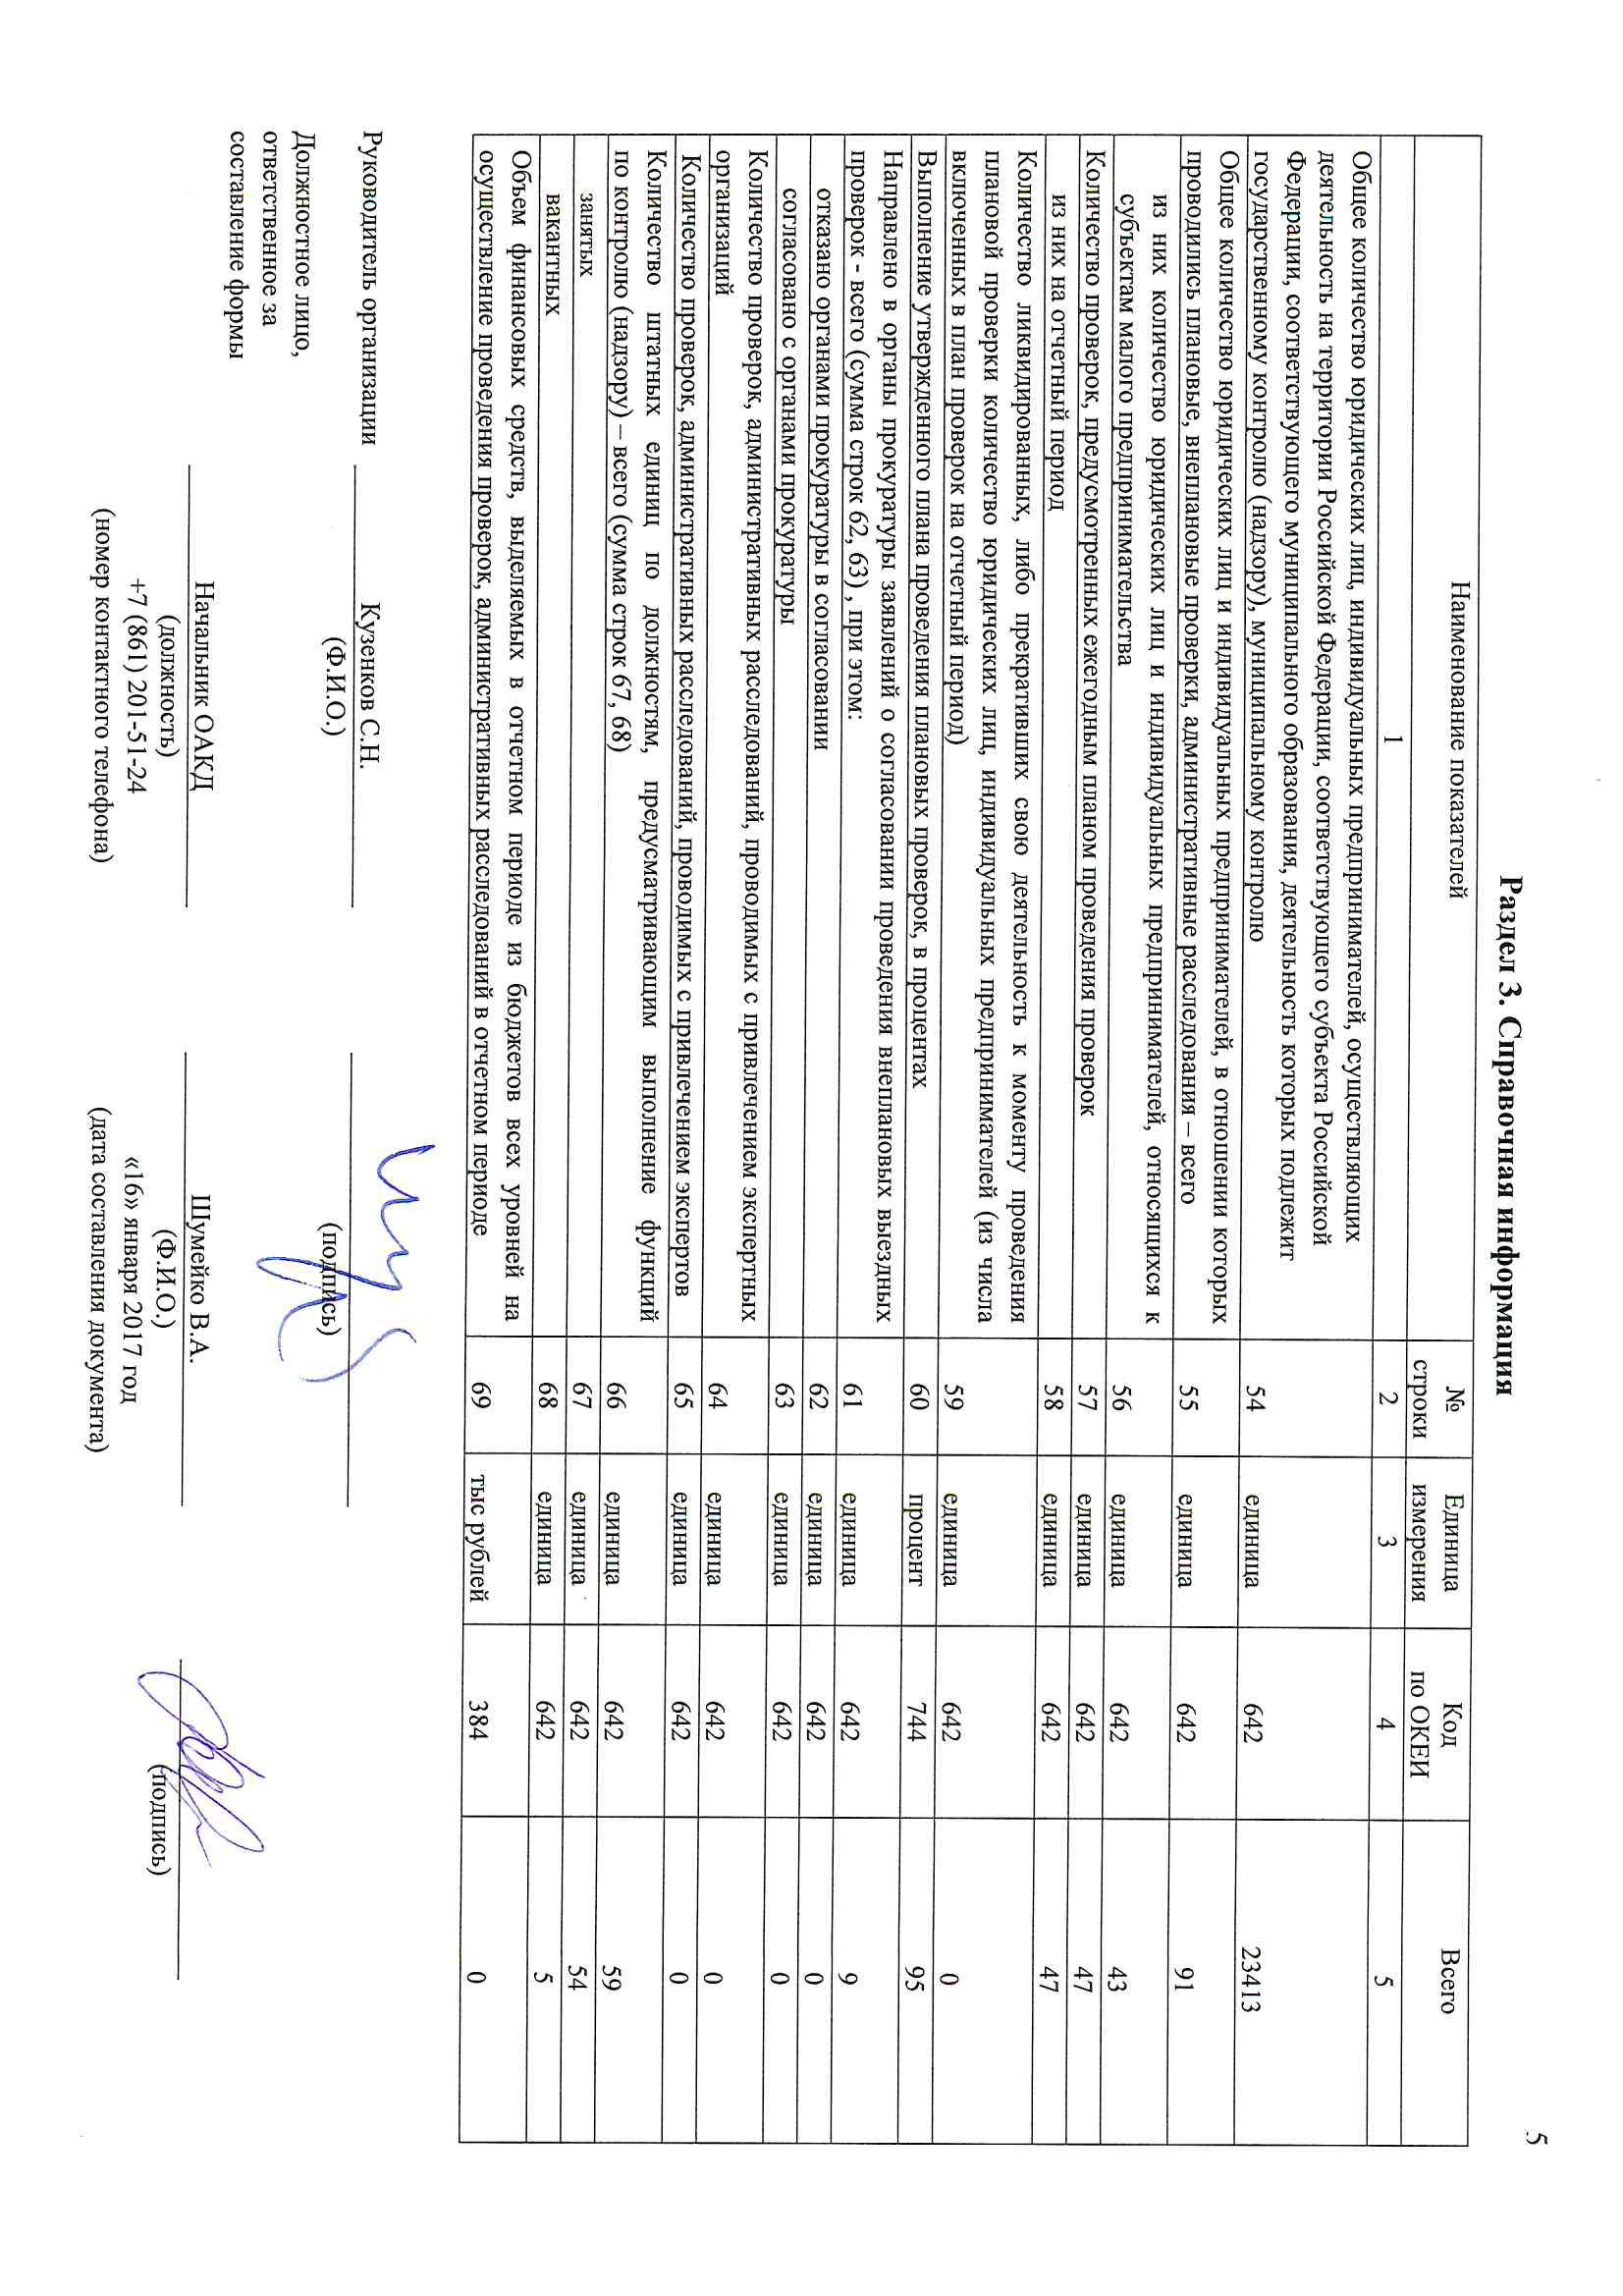 5
Раздел 3. Справочная информация
Наименование показателей
№
строки
Единица
измерения
Код
по ОКЕИ
Всего
1 2 3 4 5
Общее количество юридических лиц, индивидуальных предпринимателей, осуществляющих
деятельность на территории Российской Федерации, соответствующего субъекта Российской
Федерации, соответствующего муниципального образования, деятельность которых подлежит
государственному контролю (надзору), муниципальному контролю 54 единица 642 23413
Общее количество юридических лиц и индивидуальных предпринимателей, в отношении которых
проводились плановые, внеплановые проверки, административные расследования – всего 55 единица 642 91
из них количество юридических лиц и индивидуальных предпринимателей, относящихся к
субъектам малого предпринимательства 56 единица 642 43
Количество проверок, предусмотренных ежегодным планом проведения проверок 57 единица 642 47
из них на отчетный период 58 единица 642 47
Количество ликвидированных, либо прекративших свою деятельность к моменту проведения
плановой проверки количество юридических лиц, индивидуальных предпринимателей (из числа
включенных в план проверок на отчетный период) 59 единица 642 0
Выполнение утвержденного плана проведения плановых проверок, в процентах 60 процент 744 95
Направлено в органы прокуратуры заявлений о согласовании проведения внеплановых выездных
проверок - всего (сумма строк 62, 63) , при этом: 61 единица 642 9
отказано органами прокуратуры в согласовании 62 единица 642 0
согласовано с органами прокуратуры 63 единица 642 0
Количество проверок, административных расследований, проводимых с привлечением экспертных
организаций 64 единица 642 0
Количество проверок, административных расследований, проводимых с привлечением экспертов 65 единица 642 0
Количество штатных единиц по должностям, предусматривающим выполнение функций
по контролю (надзору) – всего (сумма строк 67, 68) 66 единица 642 59
занятых 67 единица 642 54
вакантных 68 единица 642 5
Объем финансовых средств, выделяемых в отчетном периоде из бюджетов всех уровней на
осуществление проведения проверок, административных расследований в отчетном периоде 69 тыс рублей 384 0
Руководитель организации Кузенков С.Н.
(Ф.И.О.) (подпись)
Должностное лицо,
ответственное за
составление формы
Начальник ОАКД Шумейко В.А.
(должность) (Ф.И.О.) (подпись)
+7 (861) 201-51-24 «16» января 2017 год
(номер контактного телефона) (дата составления документа)